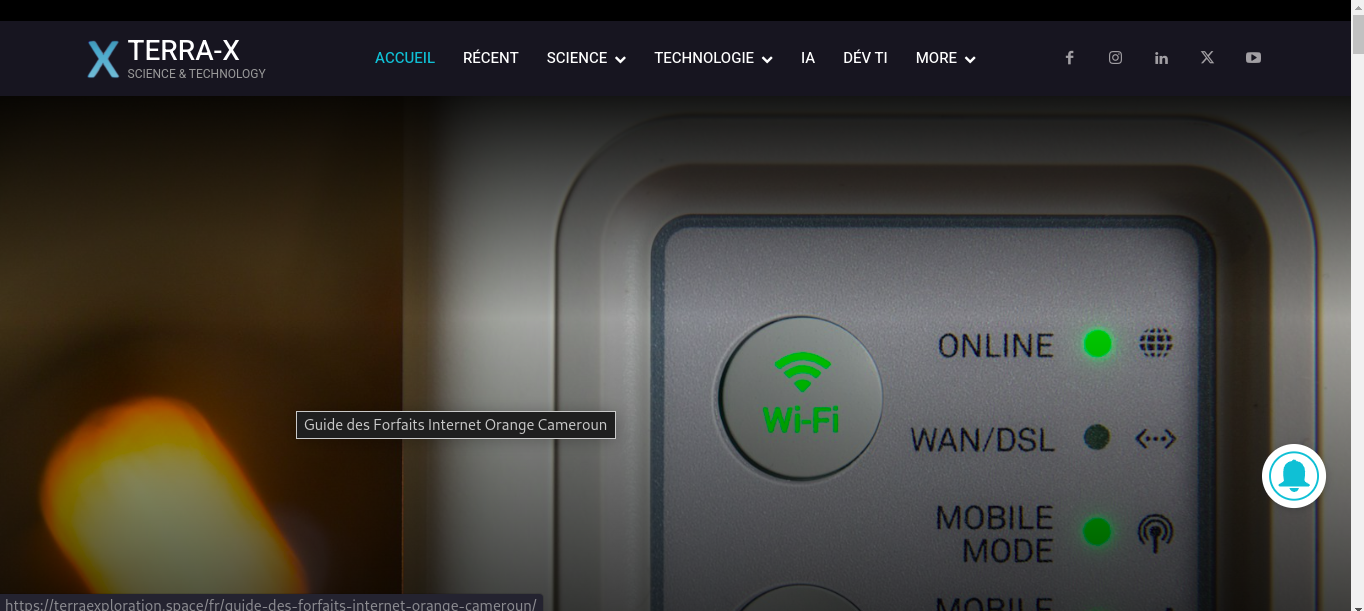 TERRA-X
SCIENCE & TECHNOLOGY
ACCUEIL RÉCENT SCIENCE TECHNOLOGIE IA DÉV TI MORE
ONLINE
Wi-Fi
WAN/DSL
Guide des Forfaits Internet Orange Cameroun
MOBILE
MODE
MOBILE
https://terraexploration.space/fr/guide-des-forfaits-internet-orange-cameroun/